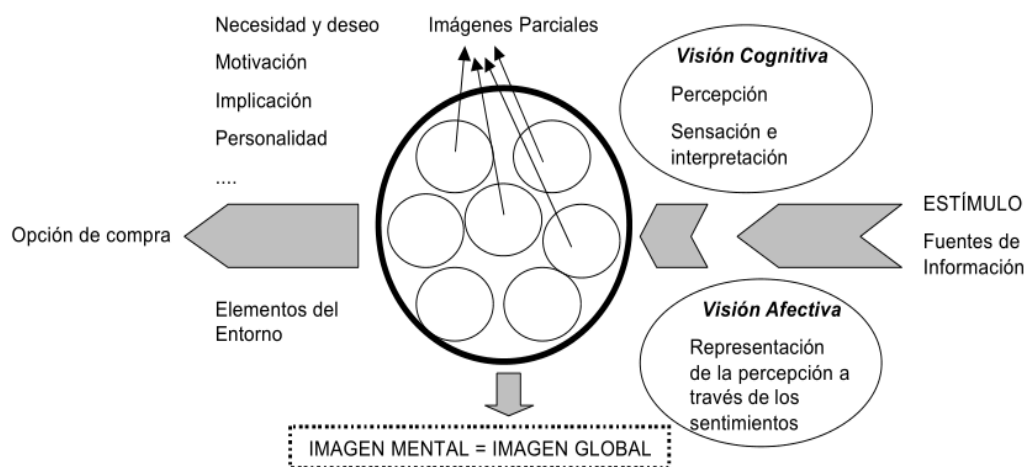 Necesidad y deseo
Motivación
Implicación
Personalidad
....
Imágenes Parciales
Visión Cognitiva
Percepción
Sensación e
interpretación
Opción de compra
ESTÍMULO
Fuentes de
Información
Elementos del
Entorno
Visión Afectiva
Representación
de la percepción a
través de los
sentimientos
IMAGEN MENTAL = IMAGEN GLOBAL